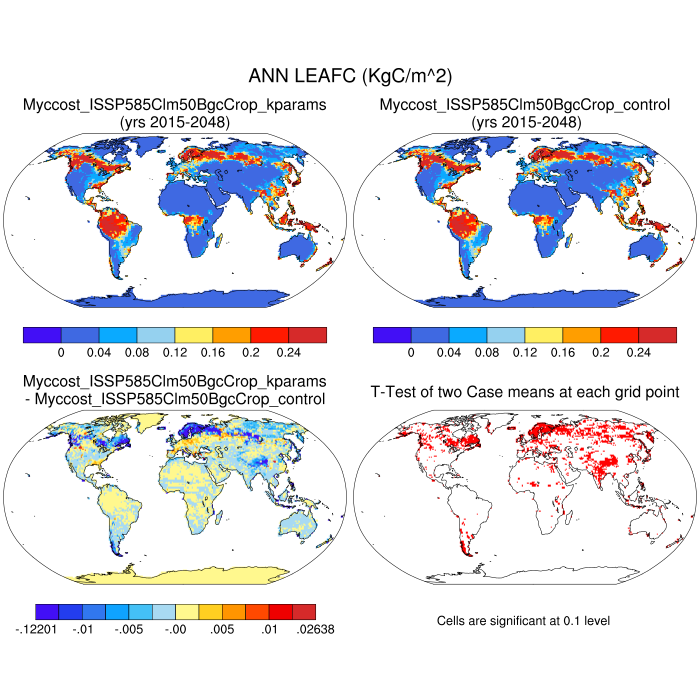 ANN LEAFC (KgC/m^2)
Myccost_ISSP585Clm50BgcCrop_kparams
(yrs 2015-2048)
Myccost_ISSP585Clm50BgcCrop_control
(yrs 2015-2048)
0 0.04 0.08 0.12 0.16 0.2 0.24
0 0.04 0.08 0.12 0.16 0.2 0.24
Myccost_ISSP585Clm50BgcCrop_kparams
- Myccost_ISSP585Clm50BgcCrop_control
T-Test of two Case means at each grid point
-.12201 -.01 -.005 -.00 .005 .01 .02638
Cells are significant at 0.1 level